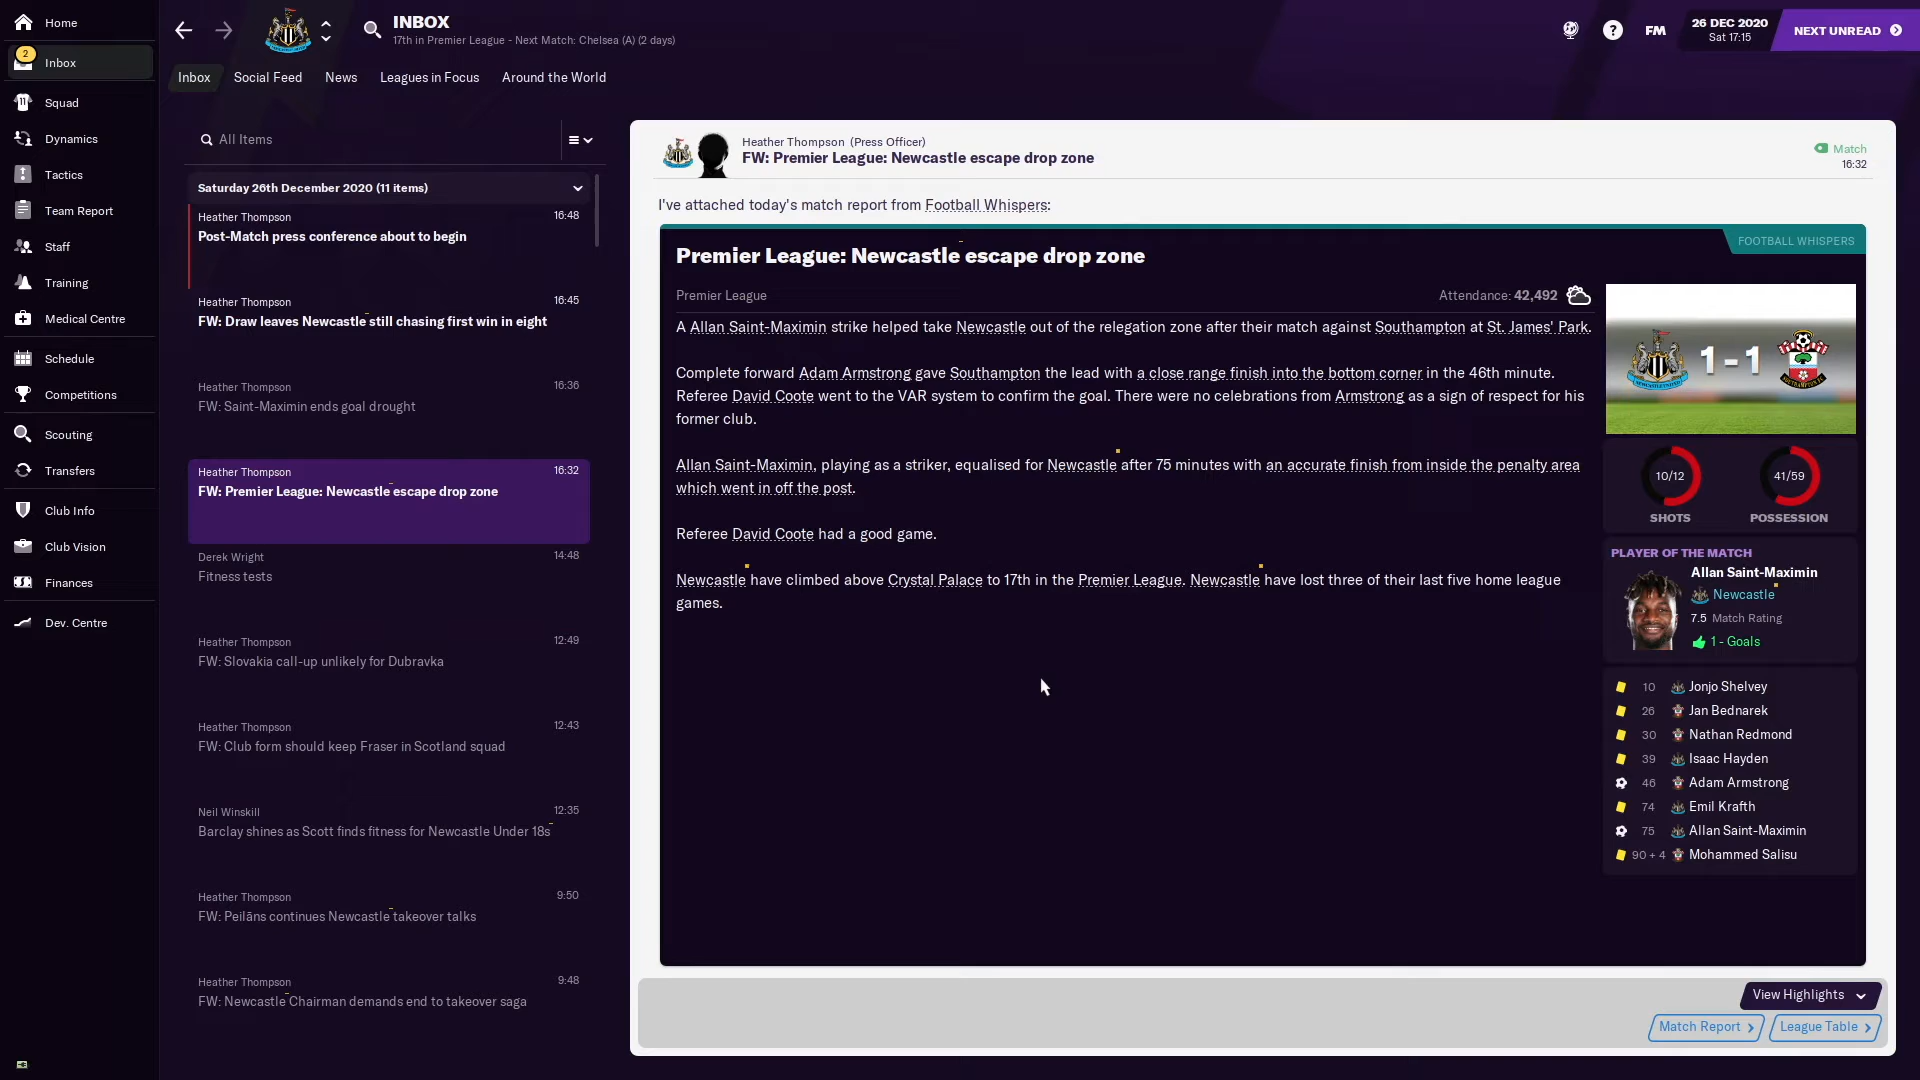 Home
2
Inbox
Squad
Dynamics
Tactics
Team Report
Staff
Training
Medical Centre
Schedule
Competitions
Scouting
Transfers
Club Info
Club Vision
Finances
Dev. Centre
INBOX
17th in Premier League - Next Match: Chelsea (A) (2 days)
? FM 26 DEC 2020
Sat 17:15
NEXT UNREAD
Inbox Social Feed News Leagues in Focus Around the World
All Items
Saturday 26th December 2020 (11 items)
Heather Thompson 16:48
Post-Match press conference about to begin
Heather Thompson 16:45
FW: Draw leaves Newcastle still chasing first win in eight
Heather Thompson 16:36
FW: Saint-Maximin ends goal drought
Heather Thompson 16:32
FW: Premier League: Newcastle escape drop zone
Derek Wright 14:48
Fitness tests
Heather Thompson 12:49
FW: Slovakia call-up unlikely for Dubravka
Heather Thompson 12:43
FW: Club form should keep Fraser in Scotland squad
Neil Winskill 12:35
Barclay shines as Scott finds fitness for Newcastle Under 18s
Heather Thompson 9:50
FW: Peilāns continues Newcastle takeover talks
Heather Thompson 9:48
FW: Newcastle Chairman demands end to takeover saga
Heather Thompson (Press Officer)
FW: Premier League: Newcastle escape drop zone
Match
16:32
I've attached today's match report from Football Whispers:
FOOTBALL WHISPERS
Premier League: Newcastle escape drop zone
Premier League Attendance: 42,492
A Allan Saint-Maximin strike helped take Newcastle out of the relegation zone after their match against Southampton at St. James' Park.
Complete forward Adam Armstrong gave Southampton the lead with a close range finish into the bottom corner in the 46th minute.
Referee David Coote went to the VAR system to confirm the goal. There were no celebrations from Armstrong as a sign of respect for his
former club.
Allan Saint-Maximin, playing as a striker, equalised for Newcastle after 75 minutes with an accurate finish from inside the penalty area
which went in off the post.
Referee David Coote had a good game.
Newcastle have climbed above Crystal Palace to 17th in the Premier League. Newcastle have lost three of their last five home league
games.
1 - 1
10/12 41/59
SHOTS POSSESSION
PLAYER OF THE MATCH
Allan Saint-Maximin
Newcastle
7.5 Match Rating
1 - Goals
10 Jonjo Shelvey
26 Jan Bednarek
30 Nathan Redmond
39 Isaac Hayden
46 Adam Armstrong
74 Emil Krafth
75 Allan Saint-Maximin
90 + 4 Mohammed Salisu
View Highlights
Match Report League Table